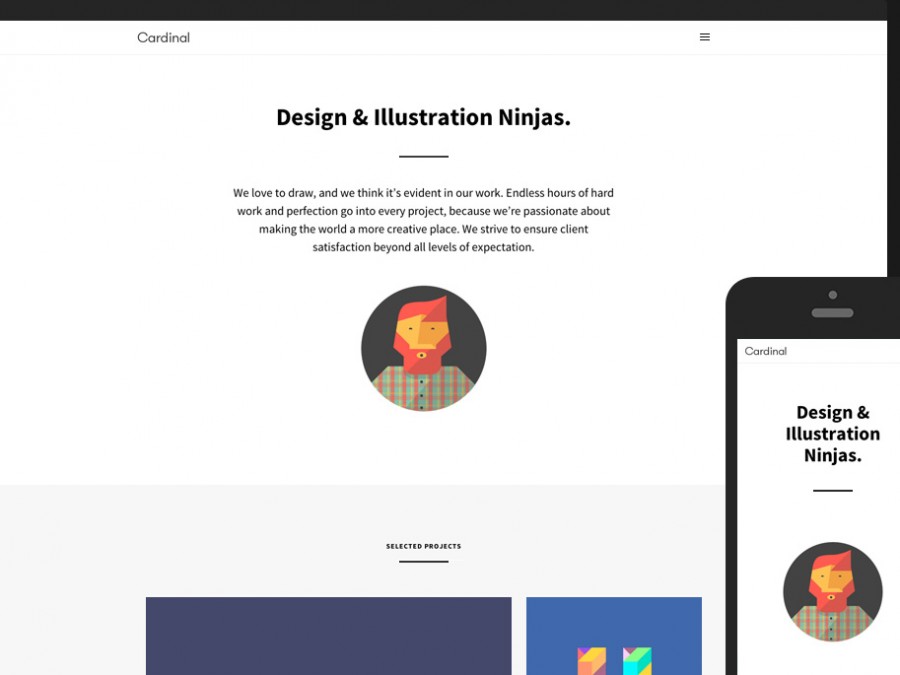 Cardinal
Design & Illustration Ninjas.
We love to draw, and we think it's evident in our work. Endless hours of hard
work and perfection go into every project, because we're passionate about
making the world a more creative place. We strive to ensure client
satisfaction beyond all levels of expectation.
SELECTED PROJECTS
Cardinal
Design &
Illustration
Ninjas.